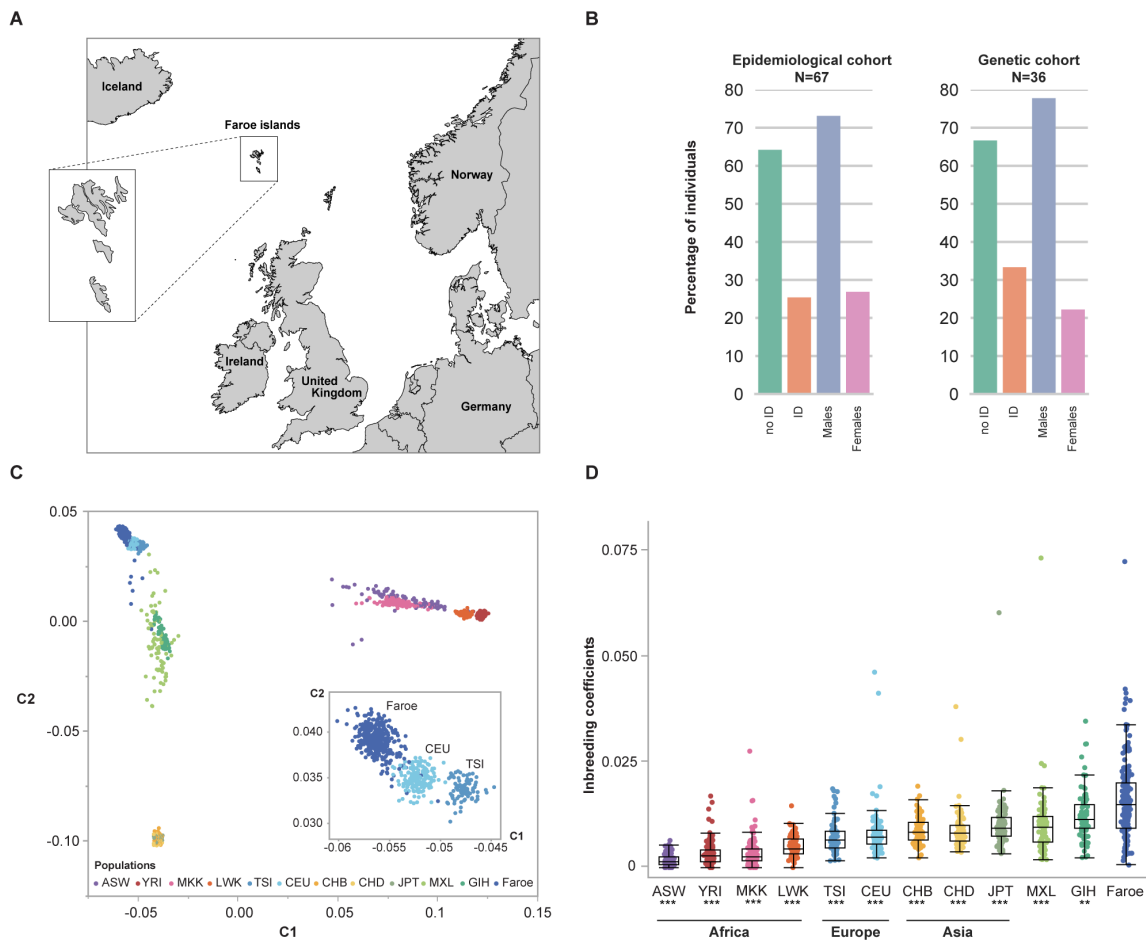 A
Iceland
Faroe islands
Norway
Ireland
United
Kingdom
Germany
B
Epidemiological cohort
N=67
Genetic cohort
N=36
Percentage of individuals
80
70
60
50
40
30
20
10
0
no ID
ID
Males
Females
80
70
60
50
40
30
20
10
0
no ID
ID
Males
Females
C
0.05
0.00
-0.05
-0.10
C2
C2
0.040
0.035
0.030
Faroe
CEU
TSI
-0.06 -0.055 -0.05 -0.045
C1
Populations
ASW YRI MKK LWK TSI CEU CHB CHD JPT MXL GIH Faroe
-0.05 0.00 0.05 0.10 0.15
C1
D
Inbreeding coefficients
0.075
0.050
0.025
0
ASW YRI MKK LWK TSI CEU CHB CHD JPT MXL GIH Faroe
*** *** *** *** *** *** *** *** *** *** **
Africa Europe Asia